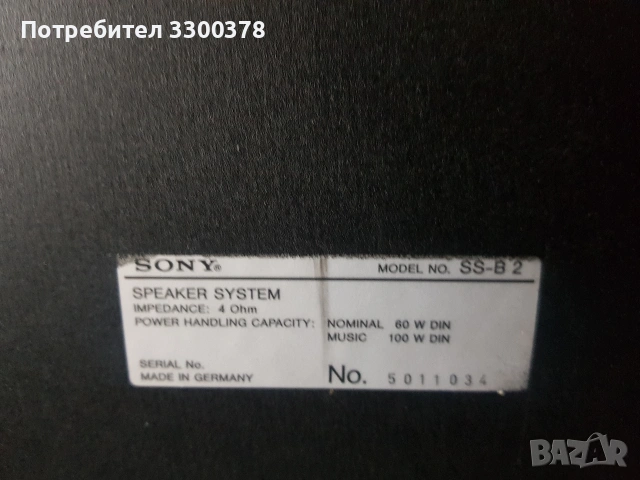 Потребител 3300378
SONY® MODEL NO. SS-B 2
SPEAKER SYSTEM
IMPEDANCE: 4 Ohm
POWER HANDLING CAPACITY: NOMINAL 60 W DIN
MUSIC 100 W DIN
SERIAL No.
MADE IN GERMANY No. 5011034
BAZAR